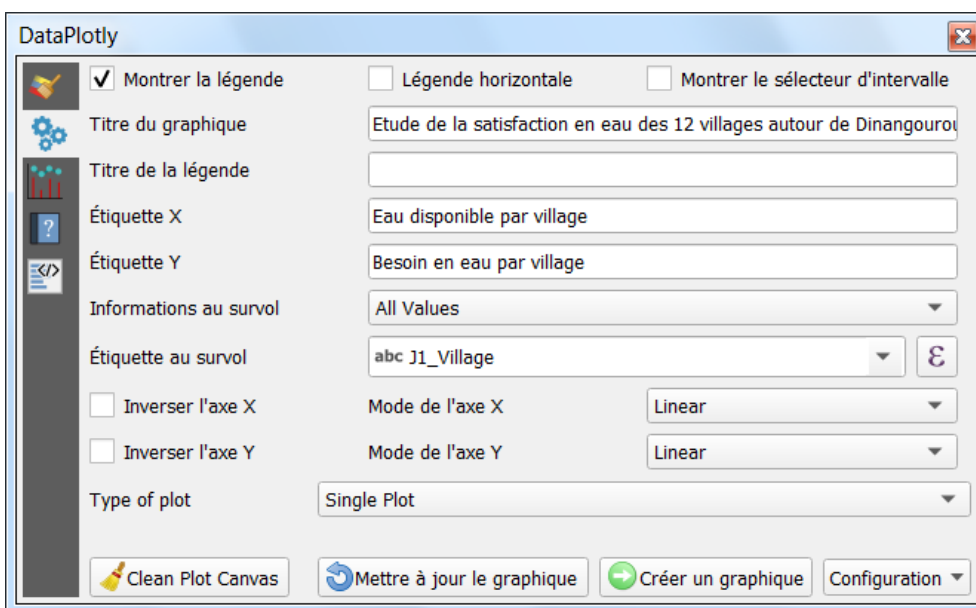 DataPlotly
Montrer la légende Légende horizontale Montrer le sélecteur d'intervalle
Titre du graphique Etude de la satisfaction en eau des 12 villages autour de Dinangourou
Titre de la légende
Étiquette X Eau disponible par village
Étiquette Y Besoin en eau par village
Informations au survol All Values
Étiquette au survol abc J1_Village ε
Inverser l'axe X Mode de l'axe X Linear
Inverser l'axe Y Mode de l'axe Y Linear
Type of plot Single Plot
Clean Plot Canvas Mettre à jour le graphique Créer un graphique Configuration